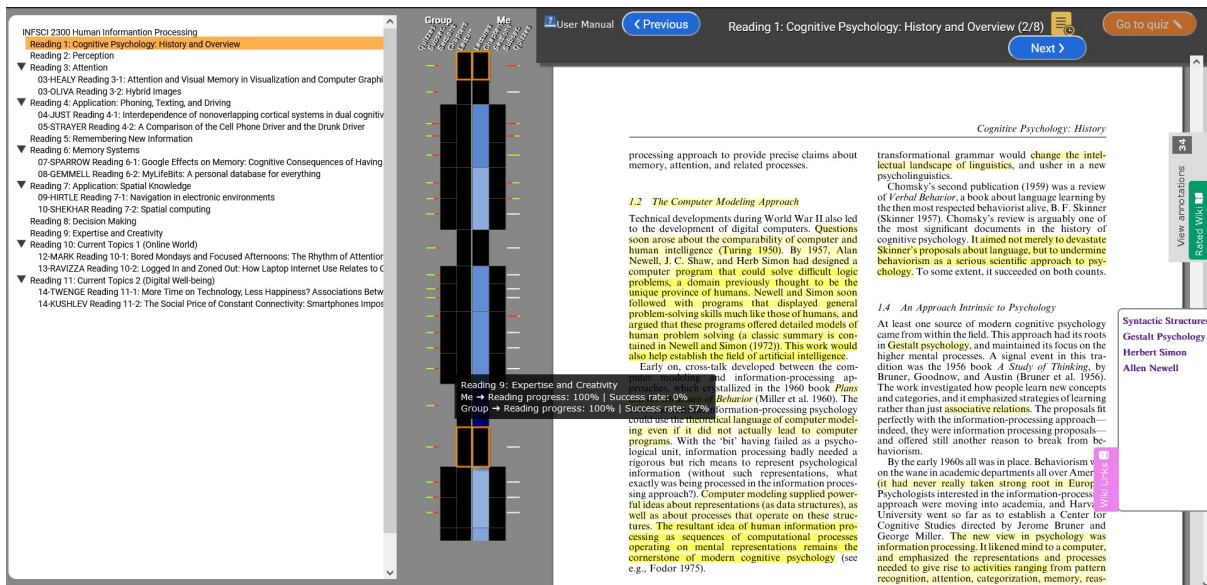 INFSCI 2300 Human Informantion Processing
Reading 1: Cognitive Psychology: History and Overview
Reading 2: Perception
Reading 3: Attention
03-HEALY Reading 3-1: Attention and Visual Memory in Visualization and Computer Graphi
03-OLIVA Reading 3-2: Hybrid Images
Reading 4: Application: Phoning, Texting, and Driving
04-JUST Reading 4-1: Interdependence of nonoverlapping cortical systems in dual cognitiv
05-STRAYER Reading 4-2: A Comparison of the Cell Phone Driver and the Drunk Driver
Reading 5: Remembering New Information
Reading 6: Memory Systems
07-SPARROW Reading 6-1: Google Effects on Memory: Cognitive Consequences of Having
08-GEMMELL Reading 6-2: MyLifeBits: A personal database for everything
Reading 7: Application: Spatial Knowledge
09-HIRTLE Reading 7-1: Navigation in electronic environments
10-SHEKHAR Reading 7-2: Spatial computing
Reading 8: Decision Making
Reading 9: Expertise and Creativity
Reading 10: Current Topics 1 (Online World)
12-MARK Reading 10-1: Bored Mondays and Focused Afternoons: The Rhythm of Attention
13-RAVIZZA Reading 10-2: Logged In and Zoned Out: How Laptop Internet Use Relates to C
Reading 11: Current Topics 2 (Digital Well-being)
14-TWENGE Reading 11-1: More Time on Technology, Less Happiness? Associations Betw
14-KUSHLEV Reading 11-2: The Social Price of Constant Connectivity: Smartphones Impos
Group
Me
Quizzes
Quizzes
User Manual
Previous
Reading 1: Cognitive Psychology: History and Overview (2/8)
Go to quiz
Next
Cognitive Psychology: History
processing approach to provide precise claims about
memory, attention, and related processes.
1.2 The Computer Modeling Approach
Technical developments during World War II also led
to the development of digital computers. Questions
soon arose about the comparability of computer and
human intelligence (Turing 1950). By 1957, Alan
Newell, J. C. Shaw, and Herb Simon had designed a
computer program that could solve difficult logic
problems, a domain previously thought to be the
unique province of humans. Newell and Simon soon
followed with programs that displayed general
problem-solving skills much like those of humans, and
argued that these programs offered detailed models of
human problem solving (a classic summary is con-
tained in Newell and Simon (1972)). This work would
also help establish the field of artificial intelligence.
Early on, cross-talk developed between the com-
puter modeling and information-processing ap-
proaches, which crystallized in the 1960 book Plans
of Behavior (Miller et al. 1960). The
formation-processing psychology
could use the theoretical language of computer model-
ing even if it did not actually lead to computer
programs. With the 'bit' having failed as a psycho-
logical unit, information processing badly needed a
rigorous but rich means to represent psychological
information (without such representations, what
exactly was being processed in the information proces-
sing approach?). Computer modeling supplied power-
ful ideas about representations (as data structures), as
well as about processes that operate on these struc-
tures. The resultant idea of human information pro-
cessing as sequences of computational processes
operating on mental representations remains the
cornerstone of modern cognitive psychology (see
e.g., Fodor 1975).
Reading 9: Expertise and Creativity
Me ➔ Reading progress: 100% | Success rate: 0%
Group ➔ Reading progress: 100% | Success rate: 57%
transformational grammar would change the intel-
lectual landscape of linguistics, and usher in a new
psycholinguistics.
Chomsky's second publication (1959) was a review
of Verbal Behavior, a book about language learning by
the then most respected behaviorist alive, B. F. Skinner
(Skinner 1957). Chomsky's review is arguably one of
the most significant documents in the history of
cognitive psychology. It aimed not merely to devastate
Skinner's proposals about language, but to undermine
behaviorism as a serious scientific approach to psy-
chology. To some extent, it succeeded on both counts.
1.4 An Approach Intrinsic to Psychology
At least one source of modern cognitive psychology
came from within the field. This approach had its roots
in Gestalt psychology, and maintained its focus on the
higher mental processes. A signal event in this tra-
dition was the 1956 book A Study of Thinking, by
Bruner, Goodnow, and Austin (Bruner et al. 1956).
The work investigated how people learn new concepts
and categories, and it emphasized strategies of learning
rather than just associative relations. The proposals fit
perfectly with the information-processing approach—
indeed, they were information processing proposals—
and offered still another reason to break from be-
haviorism.
By the early 1960s all was in place. Behaviorism w
on the wane in academic departments all over Amer
(it had never really taken strong root in Europ
Psychologists interested in the information-process
approach were moving into academia, and Harva
University went so far as to establish a Center for
Cognitive Studies directed by Jerome Bruner and
George Miller. The new view in psychology was
information processing. It likened mind to a computer,
and emphasized the representations and processes
needed to give rise to activities ranging from pattern
recognition, attention, categorization, memory, reas-
34
View annotations
Rated Wiki
Wiki Links
Syntactic Structures
Gestalt Psychology
Herbert Simon
Allen Newell